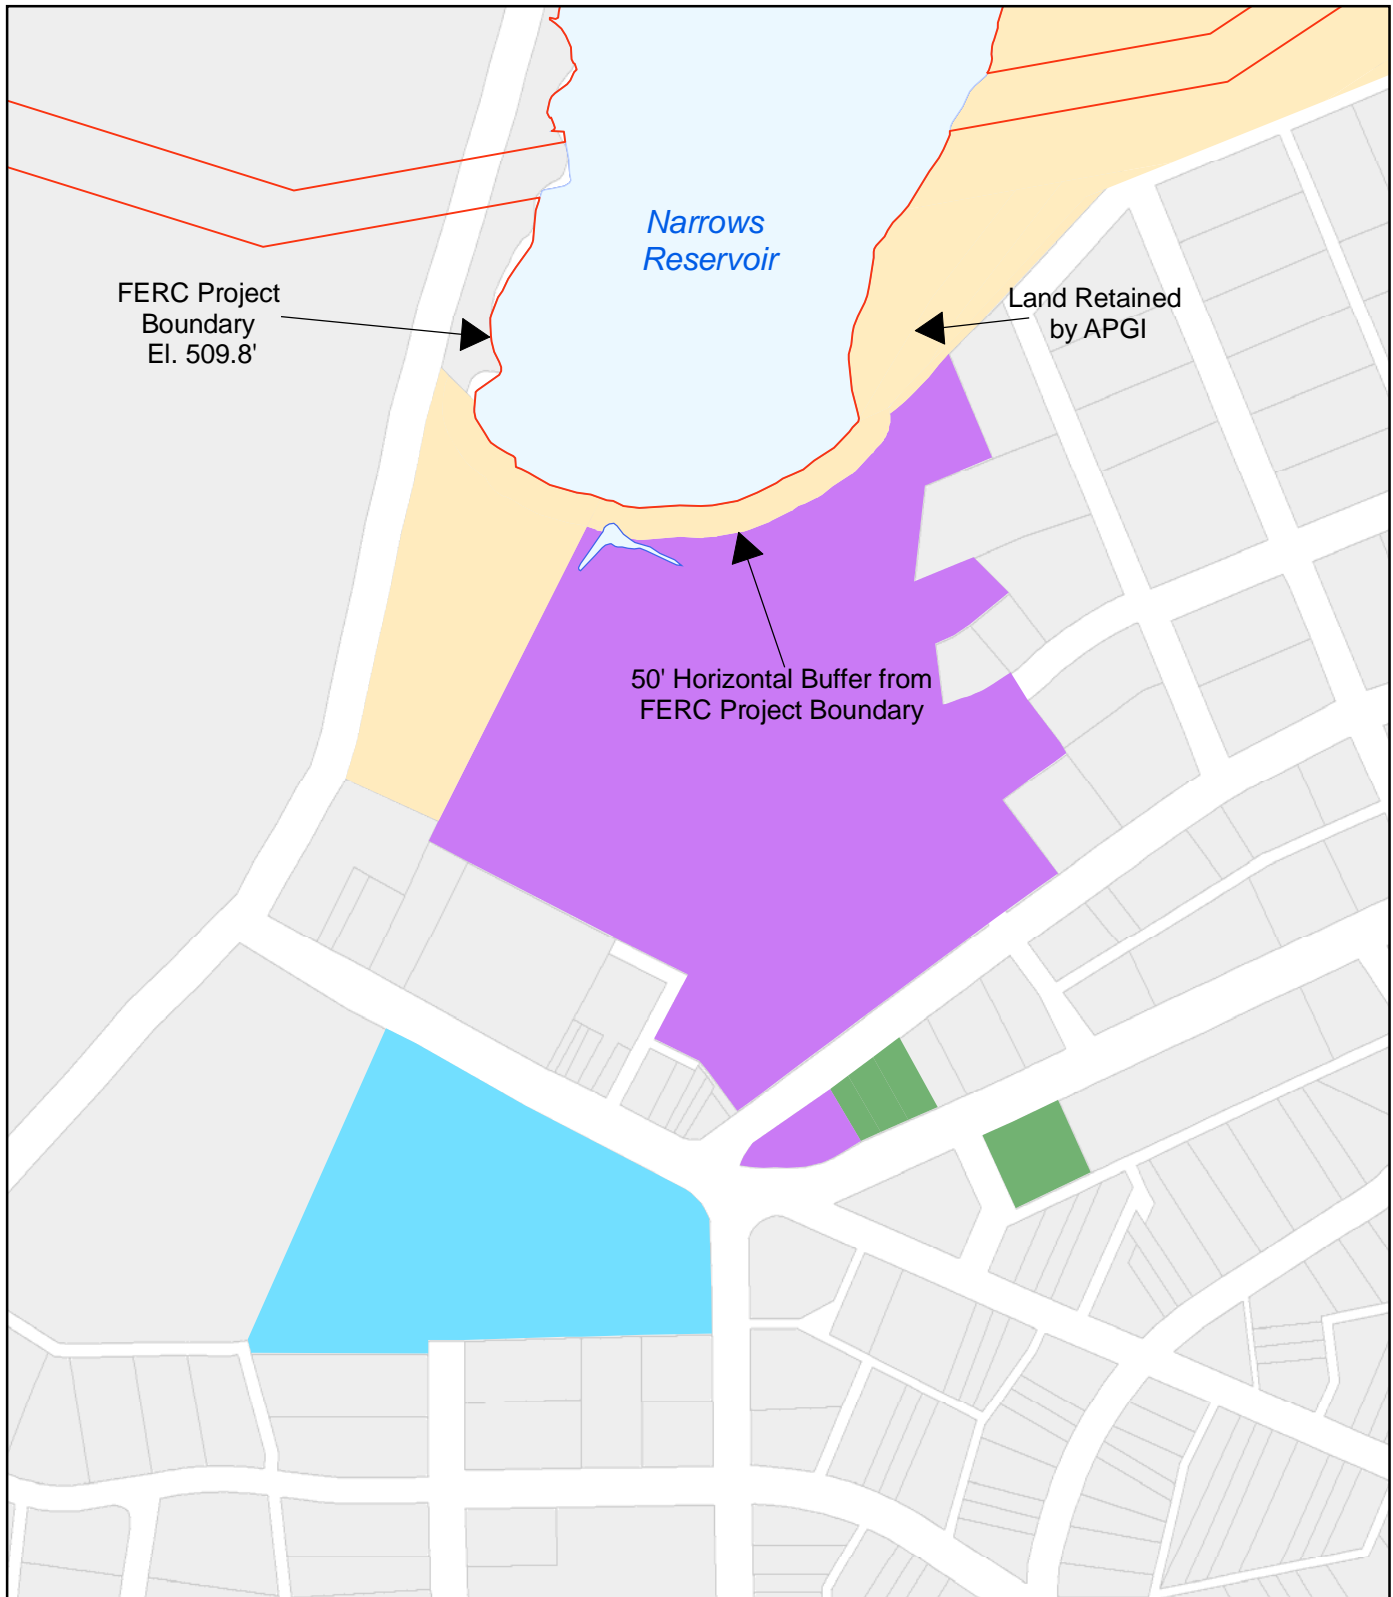 Narrows
Reservoir
FERC Project
Boundary
El. 509.8'
Land Retained
by APGI
50' Horizontal Buffer from
FERC Project Boundary